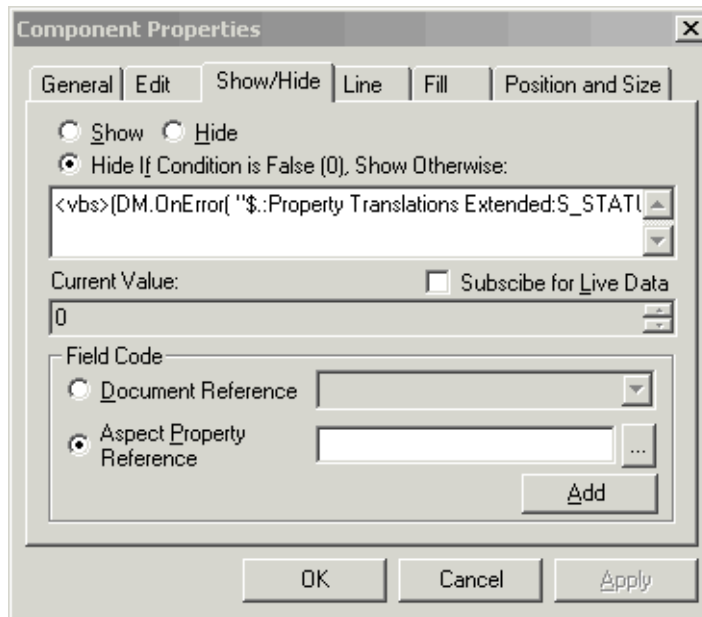 Component Properties
General Edit Show/Hide Line Fill Position and Size
Show Hide
Hide If Condition is False (0), Show Otherwise:
<vbs>(DM.OnError( "$.:Property Translations Extended:S_STATU
Current Value: Subscibe for Live Data
0
Field Code
Document Reference
Aspect Property
Reference
...
Add
OK Cancel Apply